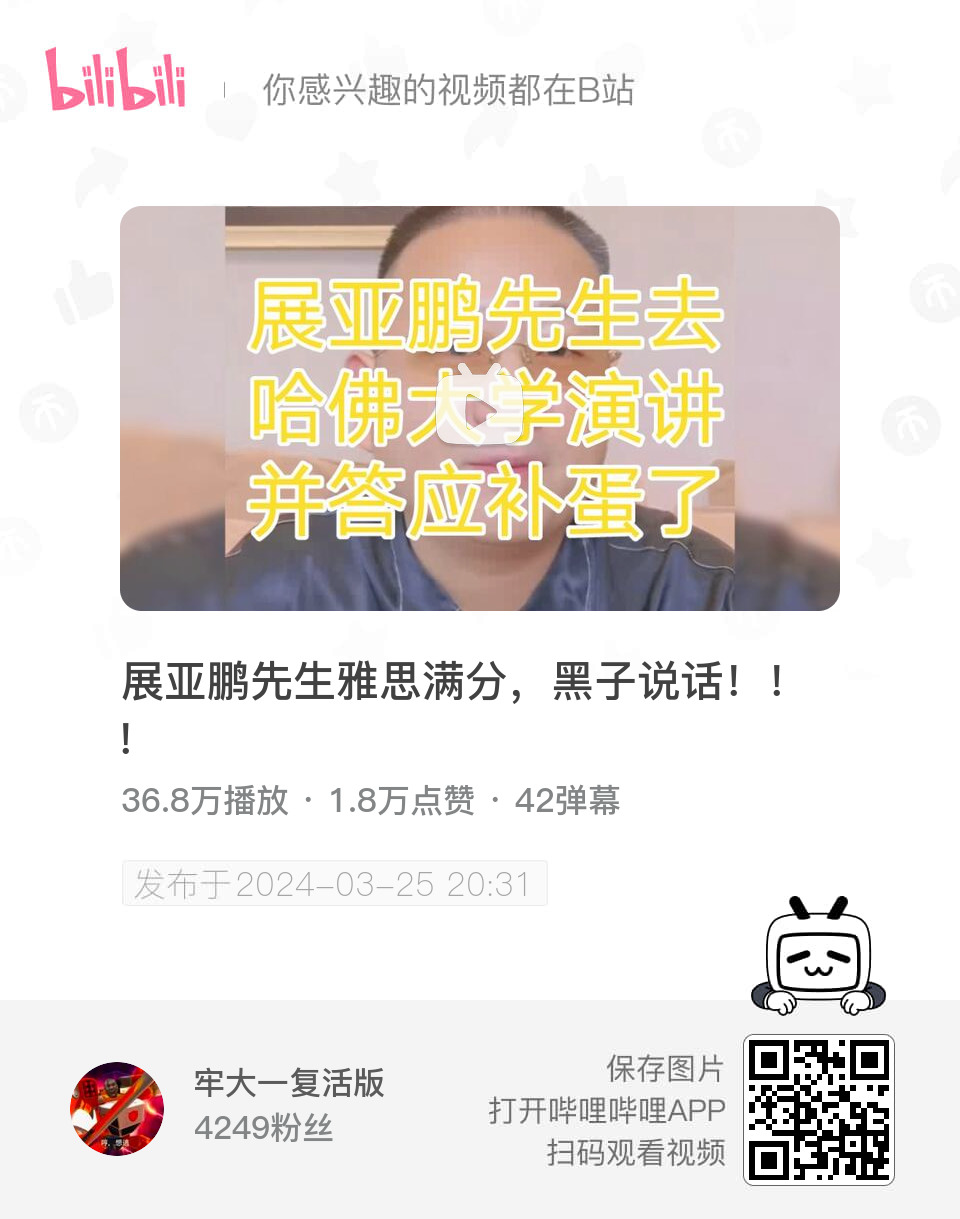 bilibili
你感兴趣的视频都在B站
展亚鹏先生去
哈佛大学演讲
并答应补蛋了
展亚鹏先生雅思满分，黑子说话！！
！
36.8万播放 · 1.8万点赞 · 42弹幕
发布于2024-03-25 20:31
牢大一复活版
4249粉丝
哼，想逃
保存图片
打开哔哩哔哩APP
扫码观看视频